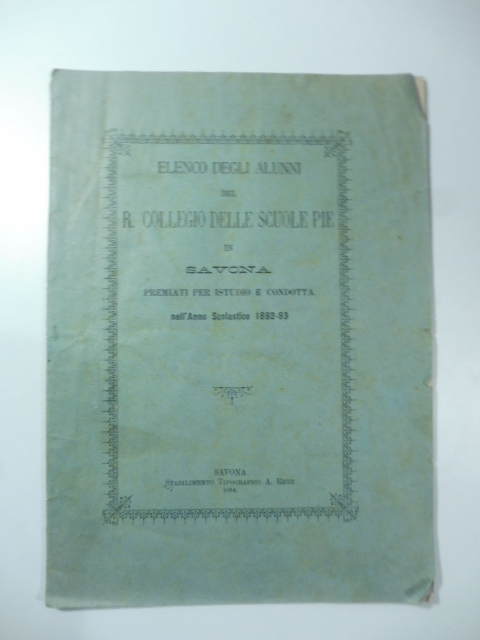 ELENCO DEGLI ALUNNI
DEL
R. COLLEGIO DELLE SCUOLE PIE
IN
SAVONA
PREMIATI PER ISTUDIO E CONDOTTA
nell'Anno Scolastico 1892-93
SAVONA
STABILIMENTO TIPOGRAFICO A. RICCI
1894.